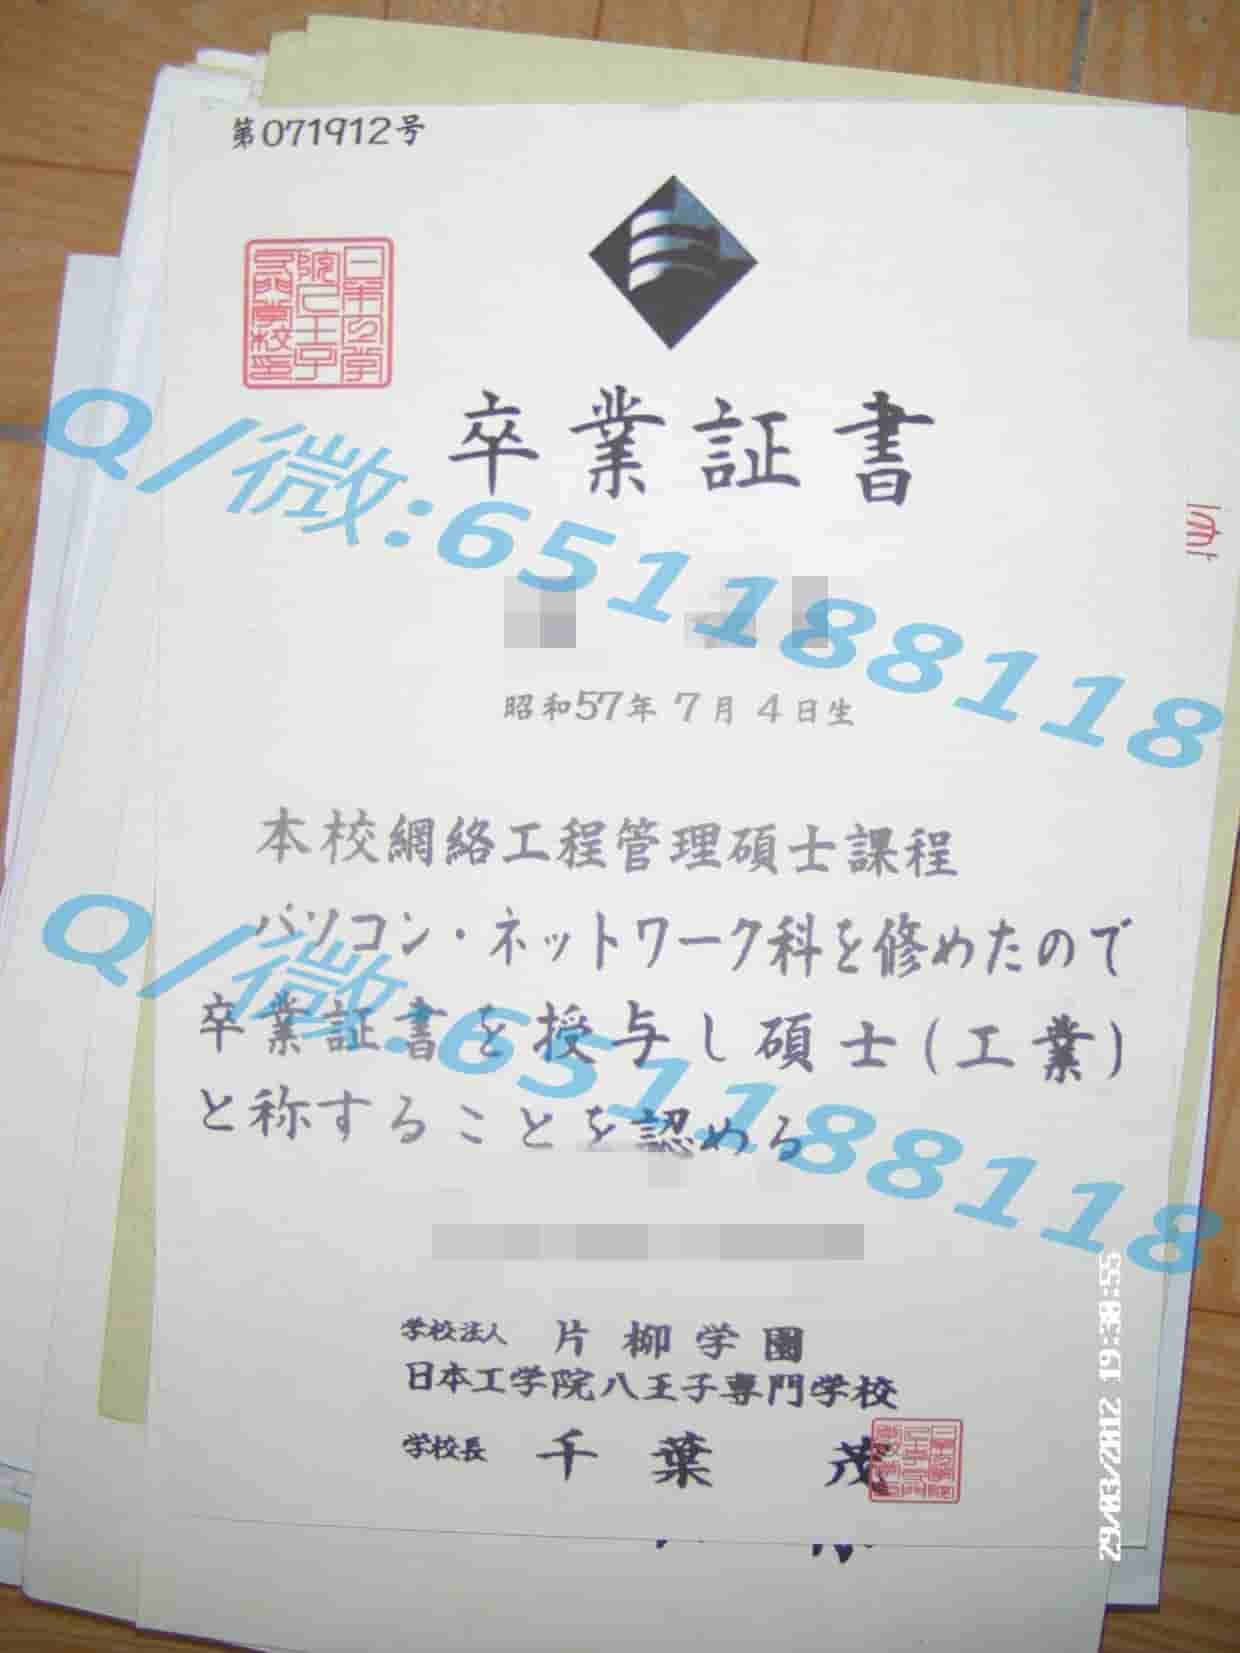 第071912号
卒業証書
昭和57年 7月 4日生
本校網絡工程管理碩士課程
パソコン・ネットワーク科を修めたので
卒業証書を授与し碩士(工業)
と称することを認める
学校法人 片柳学園
日本工学院八王子専門学校
学校長 千葉 茂
Q/微:651188118
Q/微:651188118
29/03/2012 19:30:55